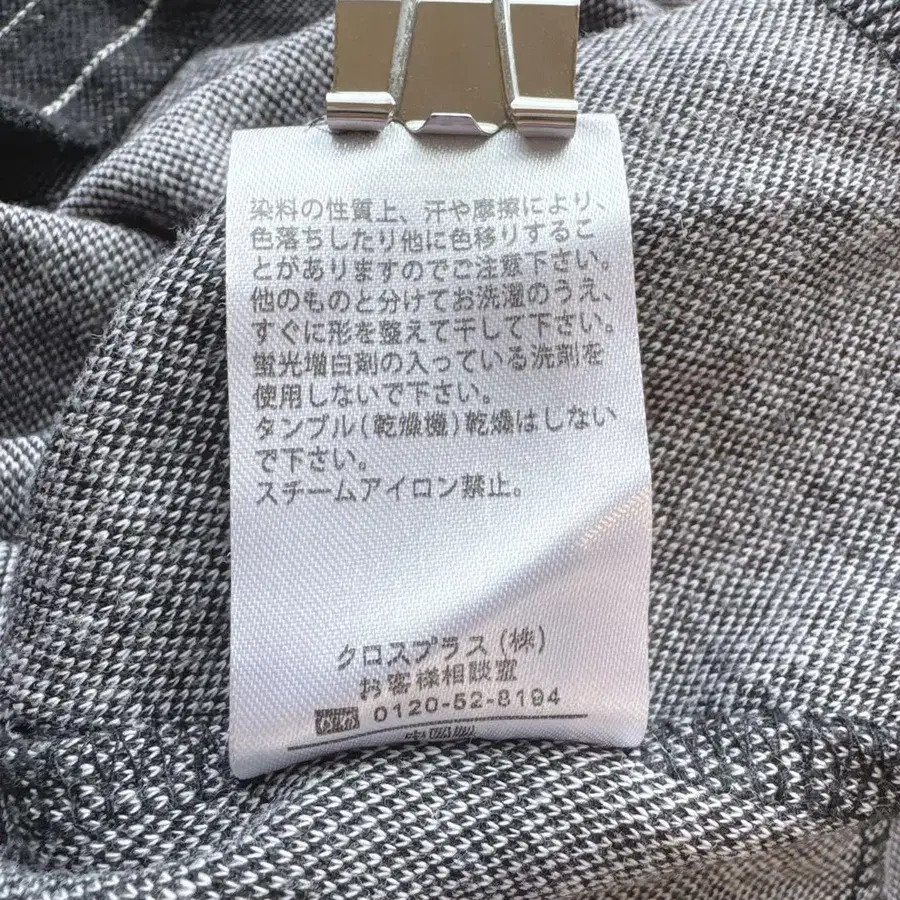 染料の性質上、汗や摩擦により、
色落ちしたり他に色移りするこ
とがありますのでご注意下さい。
他のものと分けてお洗濯のうえ、
すぐに形を整えて干して下さい。
蛍光増白剤の入っている洗剤を
使用しないで下さい。
タンブル(乾燥機)乾燥はしない
で下さい。
スチームアイロン禁止。
クロスプラス(株)
お客様相談室
0120-52-8194